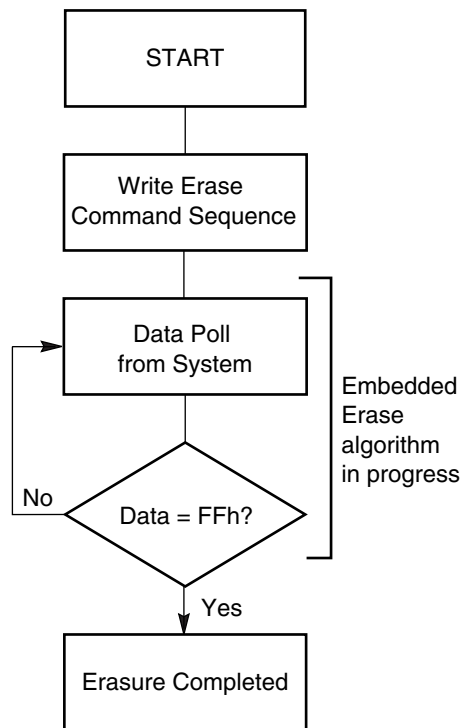 START
Write Erase
Command Sequence
Data Poll
from System
Embedded
Erase
algorithm
in progress
No
Data = FFh?
Yes
Erasure Completed